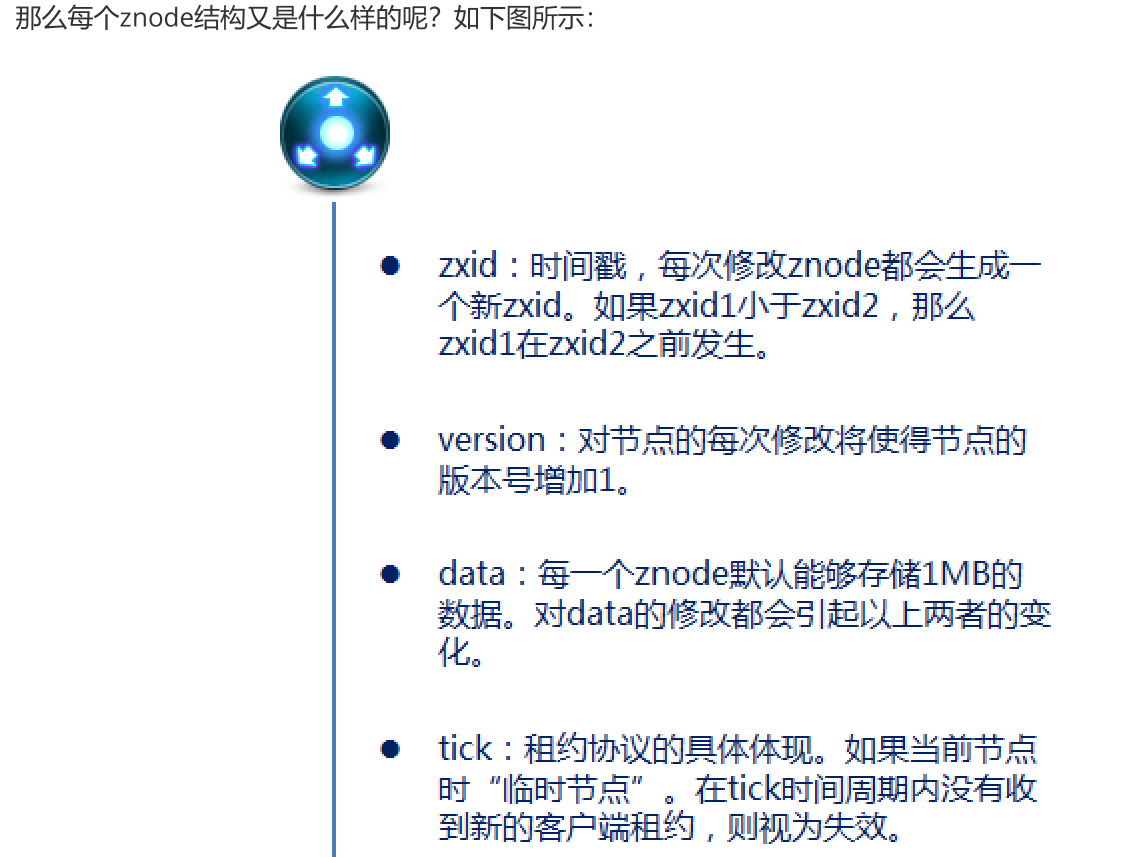 那么每个znode结构又是什么样的呢？如下图所示：
zxid：时间戳，每次修改znode都会生成一
个新zxid。如果zxid1小于zxid2，那么
zxid1在zxid2之前发生。
version：对节点的每次修改将使得节点的
版本号增加1。
data：每一个znode默认能够存储1MB的
数据。对data的修改都会引起以上两者的变
化。
tick：租约协议的具体体现。如果当前节点
时“临时节点”。在tick时间周期内没有收
到新的客户端租约，则视为失效。